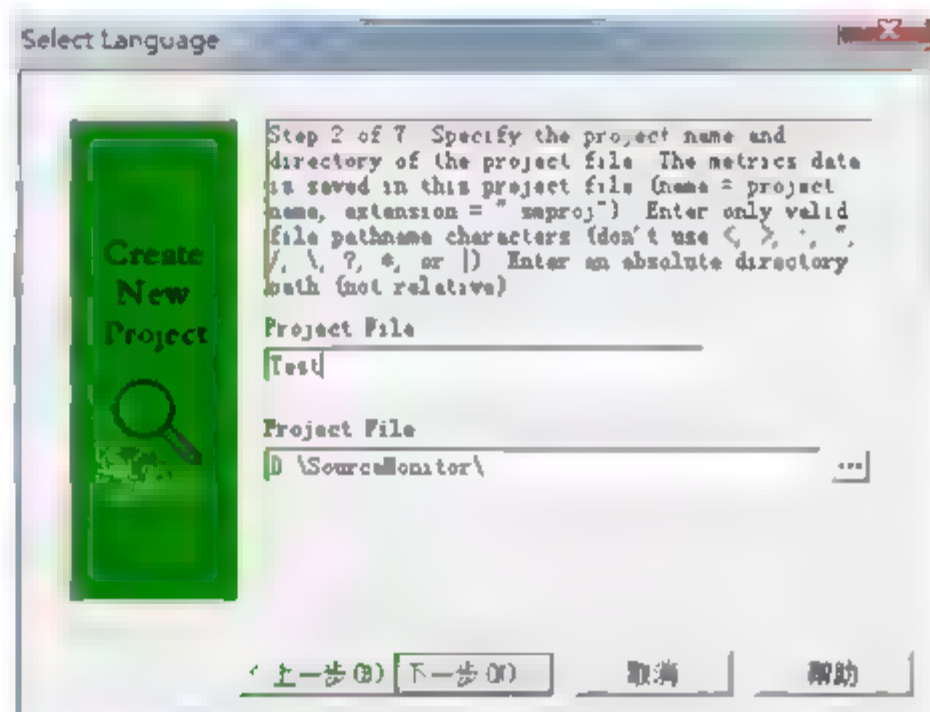 Select Language
Create
New
Project
Step 2 of 7 Specify the project name and
directory of the project file The metrics data
is saved in this project file (name = project
name, extension = " smproj") Enter only valid
file pathname characters (don't use <, >, :, ",
/, \, ?, *, or |) Enter an absolute directory
path (not relative)
Project File
Test
Project File
D \SourceMonitor\
...
上一步(B) 下一步(N) 取消 帮助